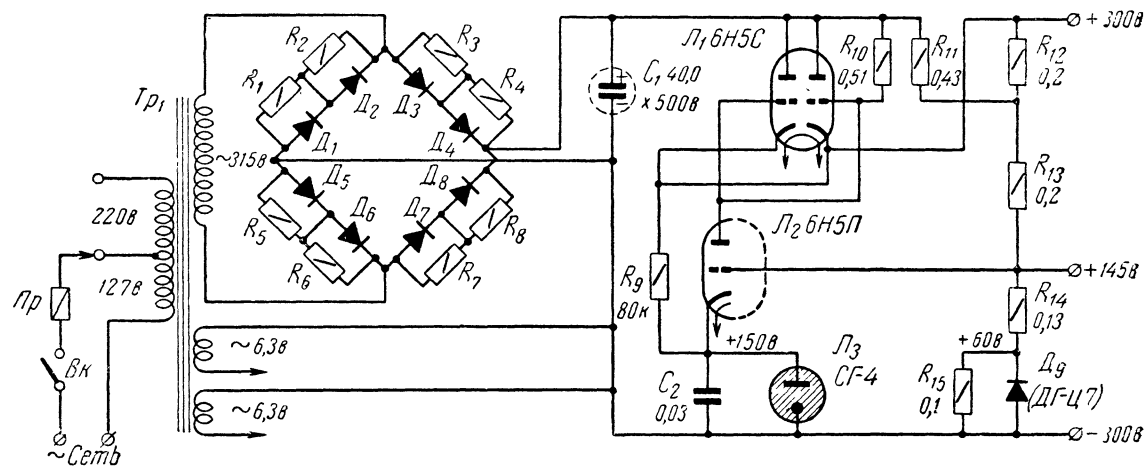 R₂
R₃
R₁
R₄
Д₂
Д₃
Д₁
Д₄
C₁ 40,0
× 500в
Л₁ 6Н5С
R₁₀
0,51
R₁₁
0,43
R₁₂
0,2
+ 300в
Тр₁
~315в
Д₅
Д₈
Д₆
Д₇
R₅
R₈
R₆
R₇
220в
127в
Пр
Вк
~Сеть
~ 6,3в
~ 6,3в
Л₂ 6Н5П
R₁₃
0,2
R₉
80к
+145в
R₁₄
0,13
+150в
+60в
Л₃
СГ-4
C₂
0,03
R₁₅
0,1
Д₉
(ДГ-Ц7)
− 300в